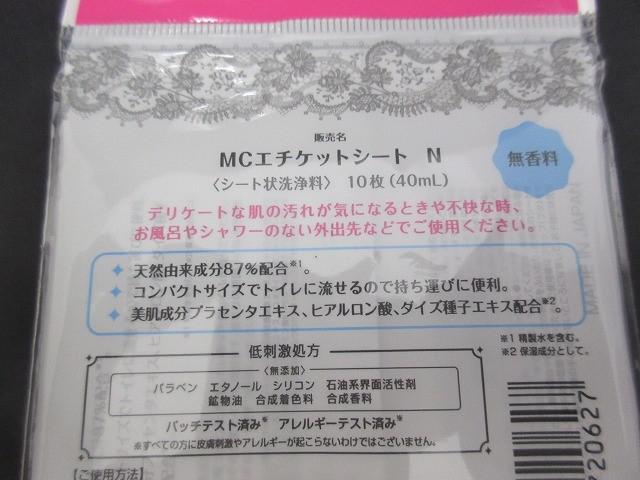 販売名
MCエチケットシート N
〈シート状洗浄料〉 10枚(40mL)
無香料
デリケートな肌の汚れが気になるときや不快な時、
お風呂やシャワーのない外出先などでご使用ください。
天然由来成分87%配合※1。
コンパクトサイズでトイレに流せるので持ち運びに便利。
美肌成分プラセンタエキス、ヒアルロン酸、ダイズ種子エキス配合※2。
※1 精製水を含む。
※2 保湿成分として。
低刺激処方
〈無添加〉
パラベン エタノール シリコン 石油系界面活性剤
鉱物油 合成着色料 合成香料
パッチテスト済み※ アレルギーテスト済み※
※すべての方に皮膚刺激やアレルギーが起こらないわけではございません。
【ご使用方法】
720627
MADE IN JAPAN